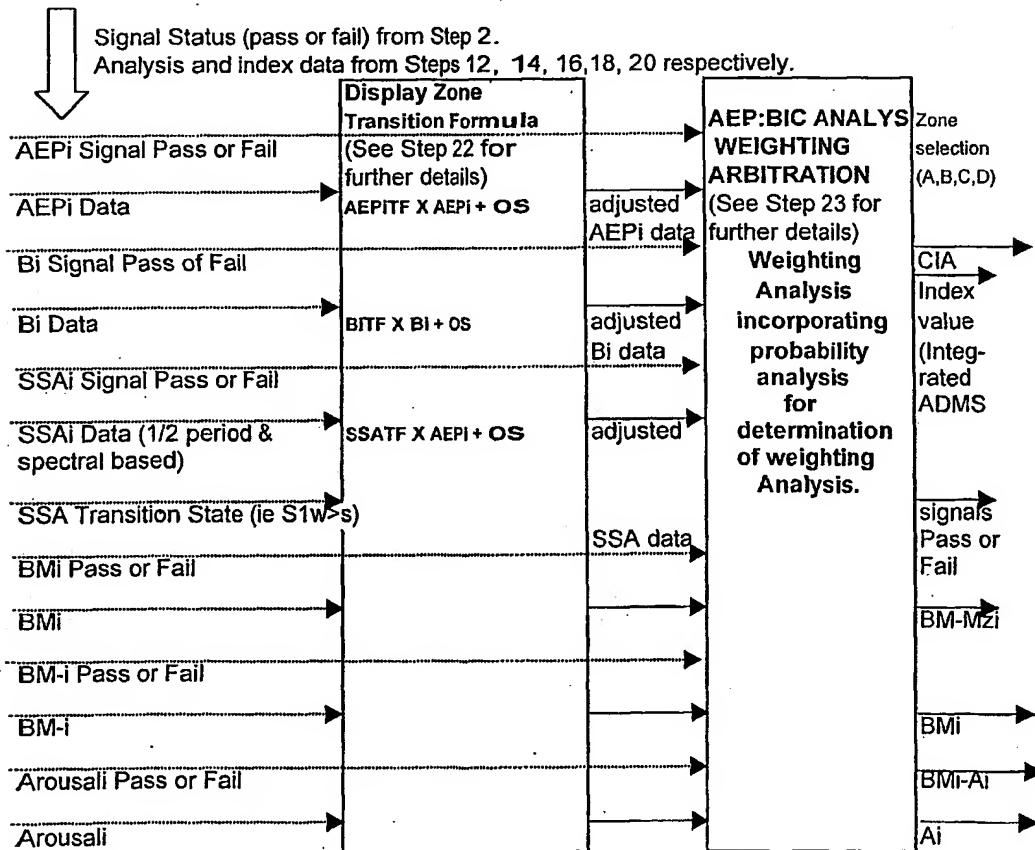 Signal Status (pass or fail) from Step 2.
Analysis and index data from Steps 12, 14, 16,18, 20 respectively.
AEPi Signal Pass or Fail
AEPi Data
Bi Signal Pass of Fail
Bi Data
SSAi Signal Pass or Fail
SSAi Data (1/2 period &
spectral based)
SSA Transition State (ie S1w>s)
BMi Pass or Fail
BMi
BM-i Pass or Fail
BM-i
Arousali Pass or Fail
Arousali
Display Zone
Transition Formula
(See Step 22 for
further details)
AEPITF X AEPi + OS
BITF X Bi + OS
SSATF X AEPi + OS
adjusted
AEPi data
adjusted
Bi data
adjusted
SSA data
AEP:BIC ANALYS
WEIGHTING
ARBITRATION
(See Step 23 for
further details)
Weighting
Analysis
incorporating
probability
analysis
for
determination
of weighting
Analysis.
Zone
selection
(A,B,C,D)
CIA
Index
value
(Integ-
rated
ADMS
signals
Pass or
Fail
BM-Mzi
BMi
BMi-Ai
Ai